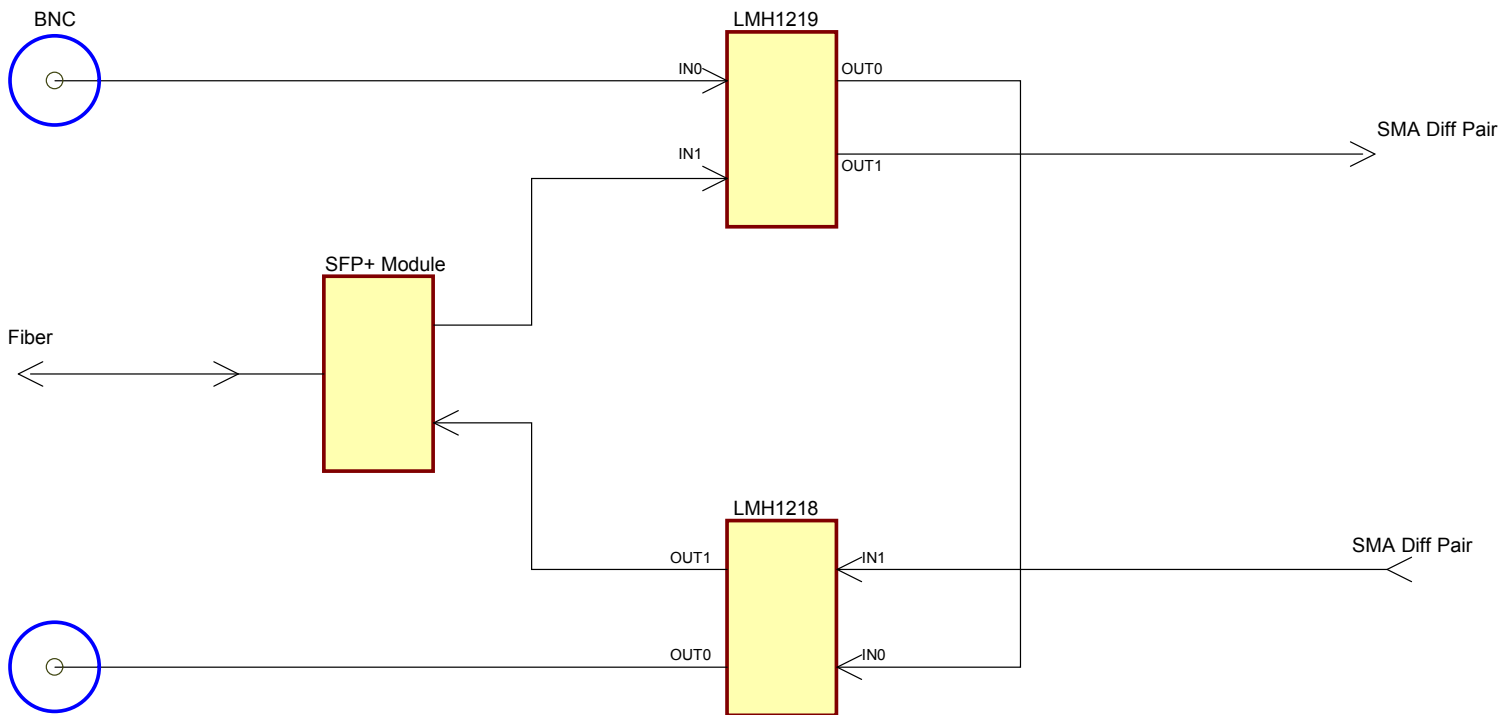 BNC
LMH1219
IN0
OUT0
SMA Diff Pair
IN1
OUT1
SFP+ Module
Fiber
LMH1218
SMA Diff Pair
OUT1
IN1
OUT0
IN0